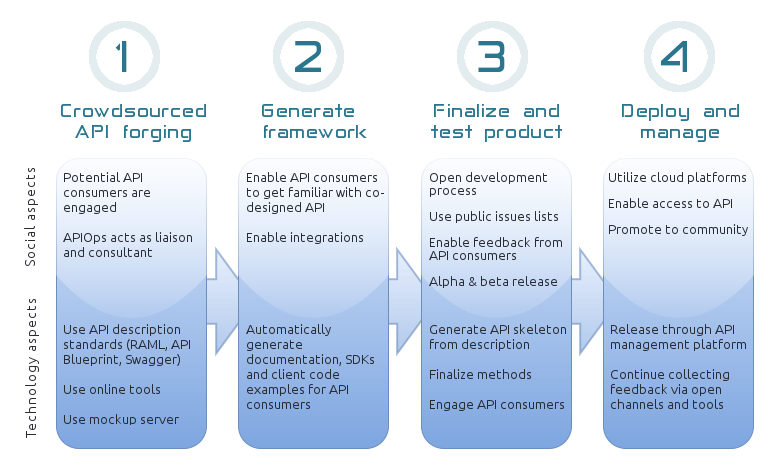 1
2
3
4
Crowdsourced
API forging
Generate
framework
Finalize and
test product
Deploy and
manage
Social aspects
Potential API
consumers are
engaged
APIOps acts as liaison
and consultant
Enable API consumers
to get familiar with co-
designed API
Enable integrations
Open development
process
Use public issues lists
Enable feedback from
API consumers
Alpha & beta release
Utilize cloud platforms
Enable access to API
Promote to community
Technology aspects
Use API description
standards (RAML, API
Blueprint, Swagger)
Use online tools
Use mockup server
Automatically
generate
documentation, SDKs
and client code
examples for API
consumers
Generate API skeleton
from description
Finalize methods
Engage API consumers
Release through API
management platform
Continue collecting
feedback via open
channels and tools